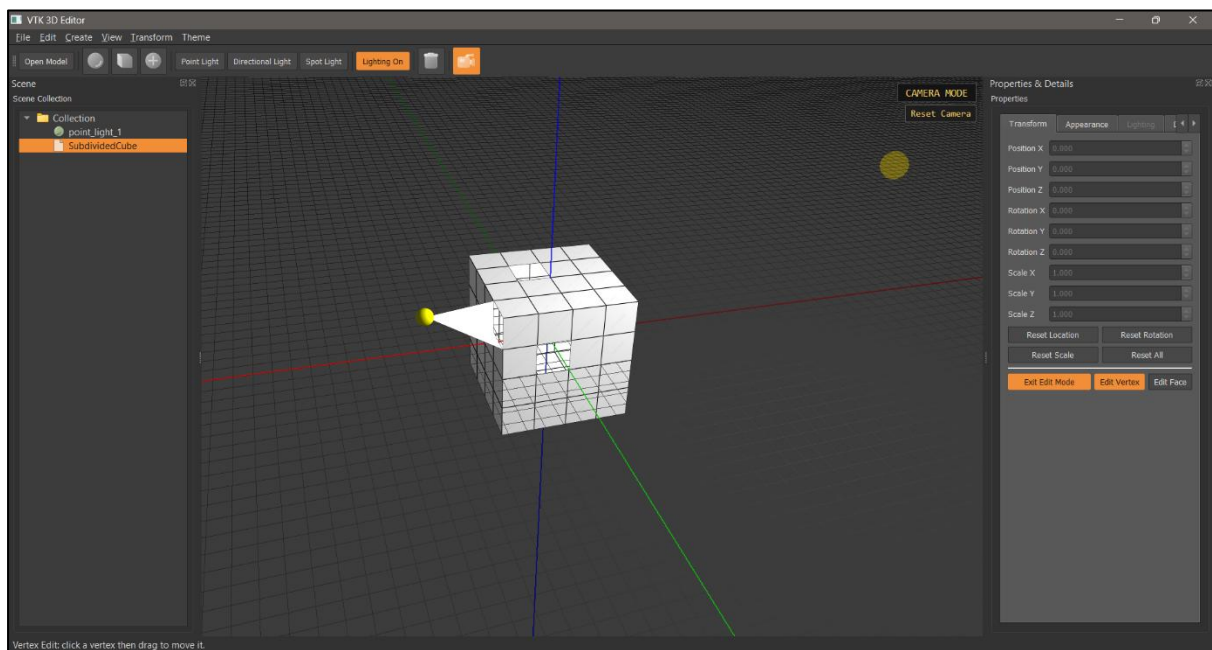 VTK 3D Editor
File Edit Create View Transform Theme
Open Model Point Light Directional Light Spot Light Lighting On
Scene
Scene Collection
Collection
point_light_1
SubdividedCube
CAMERA MODE
Reset Camera
Properties & Details
Properties
Transform Appearance Lighting
Position X 0.000
Position Y 0.000
Position Z 0.000
Rotation X 0.000
Rotation Y 0.000
Rotation Z 0.000
Scale X 1.000
Scale Y 1.000
Scale Z 1.000
Reset Location Reset Rotation
Reset Scale Reset All
Exit Edit Mode Edit Vertex Edit Face
Vertex Edit: click a vertex then drag to move it.